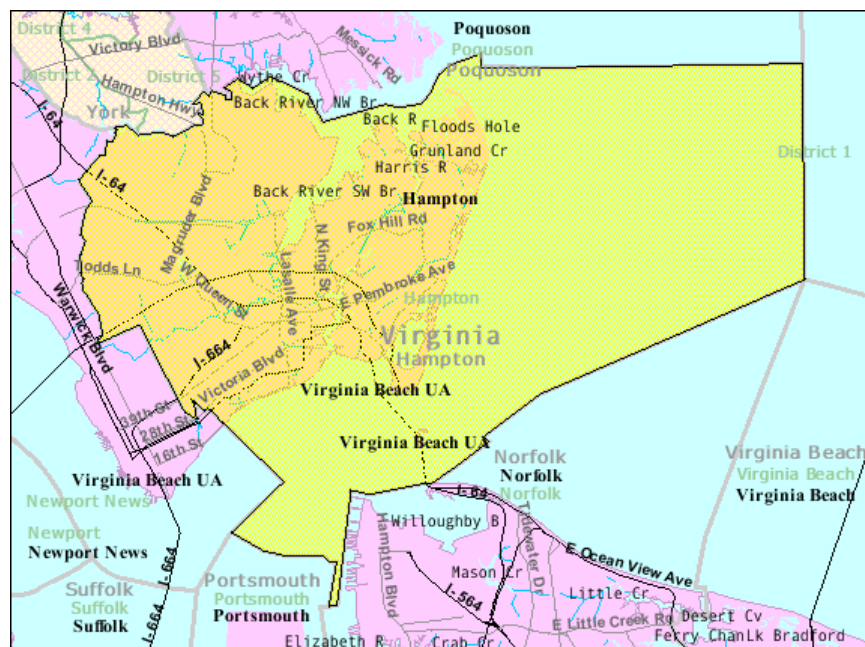 Poquoson
District 4
Poquoson
Victory Blvd
Messick Rd
Poquoson
District 2
District 5
Wythe Cr
Hampton Hwy
Back River NW Br
York
I-64
Back R
Floods Hole
Grunland Cr
District 1
Harris R
I-64
Back River SW Br
Hampton
Magruder Blvd
Fox Hill Rd
N King St
Todds Ln
W Queen St
Lasalle Ave
E Pembroke Ave
Hampton
Warwick Blvd
Virginia
I-664
Hampton
Victoria Blvd
Virginia Beach UA
39th St
28th St
Virginia Beach UA
16th St
Norfolk
Virginia Beach
Virginia Beach UA
Norfolk
Virginia Beach
I-64
Norfolk
Virginia Beach
Newport News
Willoughby B
Tidewater Dr
Hampton Blvd
Newport
Newport News
E Ocean View Ave
I-664
Mason Cr
Suffolk
Portsmouth
I-564
Little Cr
Suffolk
Portsmouth
Suffolk
Portsmouth
Desert Cv
E Little Creek Rd
I-664
Elizabeth R
Crab Cr
Ferry Chan
Lk Bradford